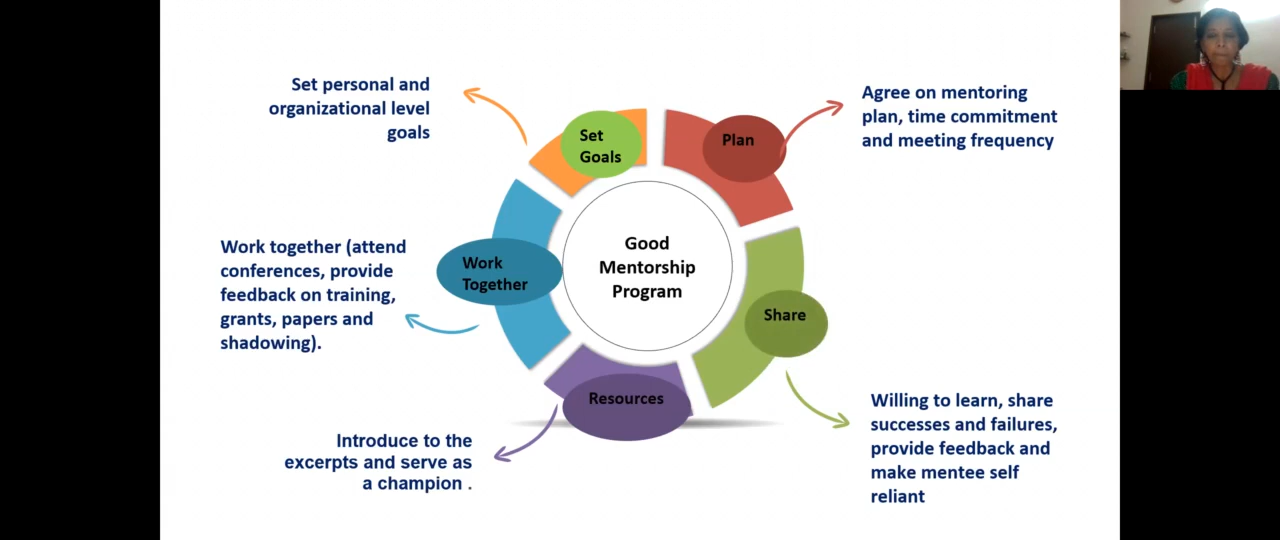 Set personal and
organizational level
goals
Set
Goals
Plan
Agree on mentoring
plan, time commitment
and meeting frequency
Work together (attend
conferences, provide
feedback on training,
grants, papers and
shadowing).
Work
Together
Good
Mentorship
Program
Share
Resources
Willing to learn, share
successes and failures,
provide feedback and
make mentee self
reliant
Introduce to the
excerpts and serve as
a champion .